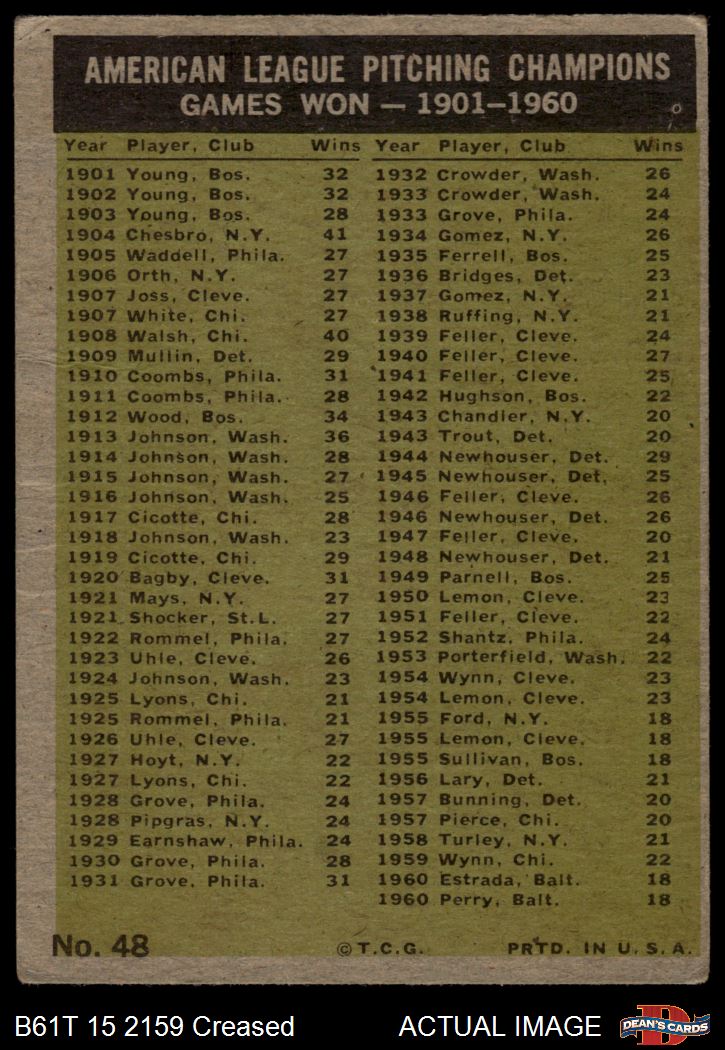 AMERICAN LEAGUE PITCHING CHAMPIONS
GAMES WON — 1901–1960
Year Player, Club Wins
1901 Young, Bos. 32
1902 Young, Bos. 32
1903 Young, Bos. 28
1904 Chesbro, N.Y. 41
1905 Waddell, Phila. 27
1906 Orth, N.Y. 27
1907 Joss, Cleve. 27
1907 White, Chi. 27
1908 Walsh, Chi. 40
1909 Mullin, Det. 29
1910 Coombs, Phila. 31
1911 Coombs, Phila. 28
1912 Wood, Bos. 34
1913 Johnson, Wash. 36
1914 Johnson, Wash. 28
1915 Johnson, Wash. 27
1916 Johnson, Wash. 25
1917 Cicotte, Chi. 28
1918 Johnson, Wash. 23
1919 Cicotte, Chi. 29
1920 Bagby, Cleve. 31
1921 Mays, N.Y. 27
1921 Shocker, St.L. 27
1922 Rommel, Phila. 27
1923 Uhle, Cleve. 26
1924 Johnson, Wash. 23
1925 Lyons, Chi. 21
1925 Rommel, Phila. 21
1926 Uhle, Cleve. 27
1927 Hoyt, N.Y. 22
1927 Lyons, Chi. 22
1928 Grove, Phila. 24
1928 Pipgras, N.Y. 24
1929 Earnshaw, Phila. 24
1930 Grove, Phila. 28
1931 Grove, Phila. 31
Year Player, Club Wins
1932 Crowder, Wash. 26
1933 Crowder, Wash. 24
1933 Grove, Phila. 24
1934 Gomez, N.Y. 26
1935 Ferrell, Bos. 25
1936 Bridges, Det. 23
1937 Gomez, N.Y. 21
1938 Ruffing, N.Y. 21
1939 Feller, Cleve. 24
1940 Feller, Cleve. 27
1941 Feller, Cleve. 25
1942 Hughson, Bos. 22
1943 Chandler, N.Y. 20
1943 Trout, Det. 20
1944 Newhouser, Det. 29
1945 Newhouser, Det. 25
1946 Feller, Cleve. 26
1946 Newhouser, Det. 26
1947 Feller, Cleve. 20
1948 Newhouser, Det. 21
1949 Parnell, Bos. 25
1950 Lemon, Cleve. 23
1951 Feller, Cleve. 22
1952 Shantz, Phila. 24
1953 Porterfield, Wash. 22
1954 Wynn, Cleve. 23
1954 Lemon, Cleve. 23
1955 Ford, N.Y. 18
1955 Lemon, Cleve. 18
1955 Sullivan, Bos. 18
1956 Lary, Det. 21
1957 Bunning, Det. 20
1957 Pierce, Chi. 20
1958 Turley, N.Y. 21
1959 Wynn, Chi. 22
1960 Estrada, Balt. 18
1960 Perry, Balt. 18
No. 48 ©T.C.G. PRTD. IN U.S.A.
B61T 15 2159 Creased ACTUAL IMAGE
DEAN'S CARDS